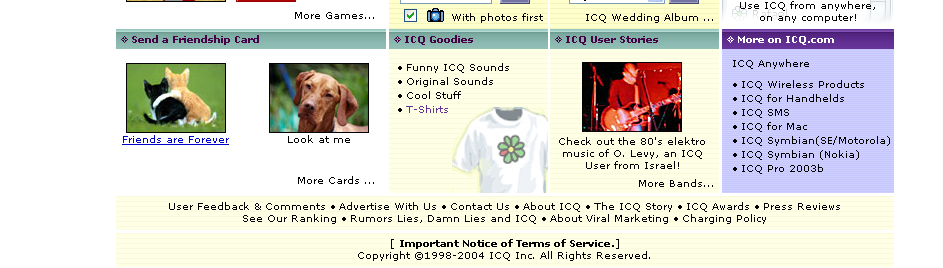 More Games...
With photos first
ICQ Wedding Album ...
Use ICQ from anywhere,
on any computer!
Send a Friendship Card
Friends are Forever
Look at me
More Cards ...
ICQ Goodies
• Funny ICQ Sounds
• Original Sounds
• Cool Stuff
• T-Shirts
ICQ User Stories
Check out the 80's elektro
music of O. Levy, an ICQ
User from Israel!
More Bands...
More on ICQ.com
ICQ Anywhere
• ICQ Wireless Products
• ICQ for Handhelds
• ICQ SMS
• ICQ for Mac
• ICQ Symbian(SE/Motorola)
• ICQ Symbian (Nokia)
• ICQ Pro 2003b
User Feedback & Comments • Advertise With Us • Contact Us • About ICQ • The ICQ Story • ICQ Awards • Press Reviews
See Our Ranking • Rumors Lies, Damn Lies and ICQ • About Viral Marketing • Charging Policy
[ Important Notice of Terms of Service.]
Copyright ©1998-2004 ICQ Inc. All Rights Reserved.